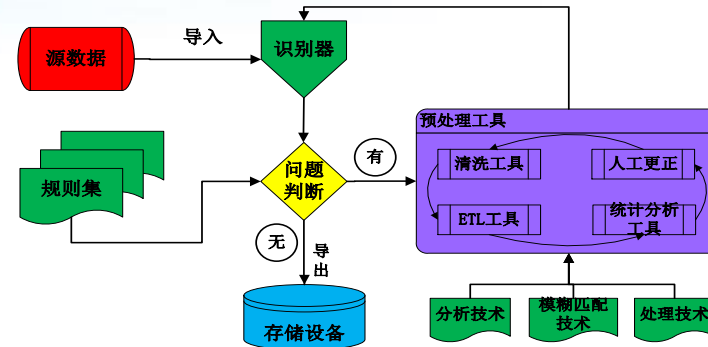 源数据
导入
识别器
预处理工具
规则集
问题
判断
有
清洗工具
人工更正
ETL工具
统计分析
工具
无
导
出
存储设备
分析技术
模糊匹配
技术
处理技术